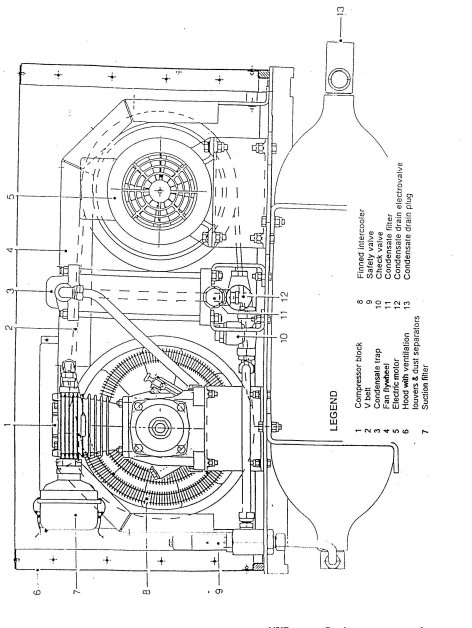 13
5
4
3
2
1
12
11
10
6
7
8
9
LEGEND
1 Compressor block
2 V belt
3 Condensate trap
4 Fan flywheel
5 Electric motor
6 Hood with ventilation
louvers & dust separators
7 Suction filter
8 Finned intercooler
9 Safety valve
10 Check valve
11 Condensate filter
12 Condensate drain electrovalve
13 Condensate drain plug